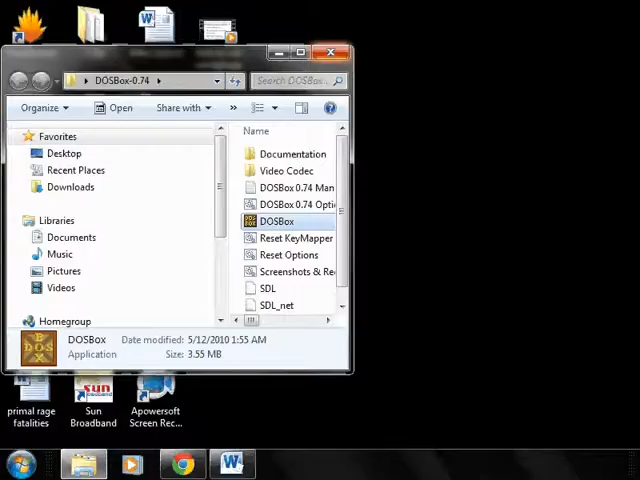 DOSBox-0.74
Search DOSBox...
Organize
Open
Share with
»
Favorites
Desktop
Recent Places
Downloads
Libraries
Documents
Music
Pictures
Videos
Homegroup
Name
Documentation
Video Codec
DOSBox 0.74 Man
DOSBox 0.74 Opti
DOSBox
Reset KeyMapper
Reset Options
Screenshots & Re
SDL
SDL_net
DOSBox Date modified: 5/12/2010 1:55 AM
Application Size: 3.55 MB
primal rage
fatalities
Sun
Broadband
Apowersoft
Screen Rec...